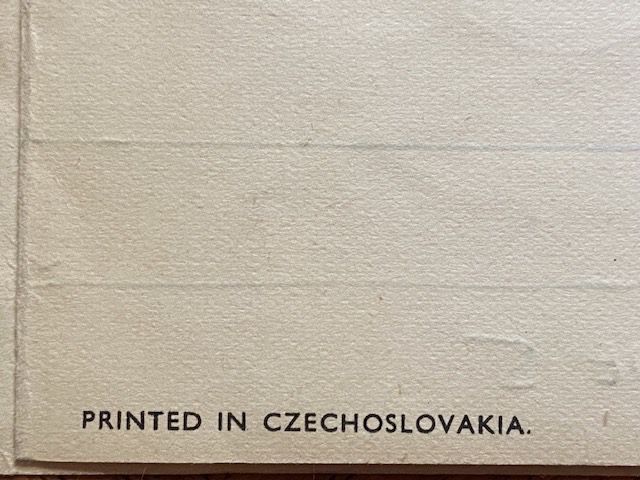 PRINTED IN CZECHOSLOVAKIA.